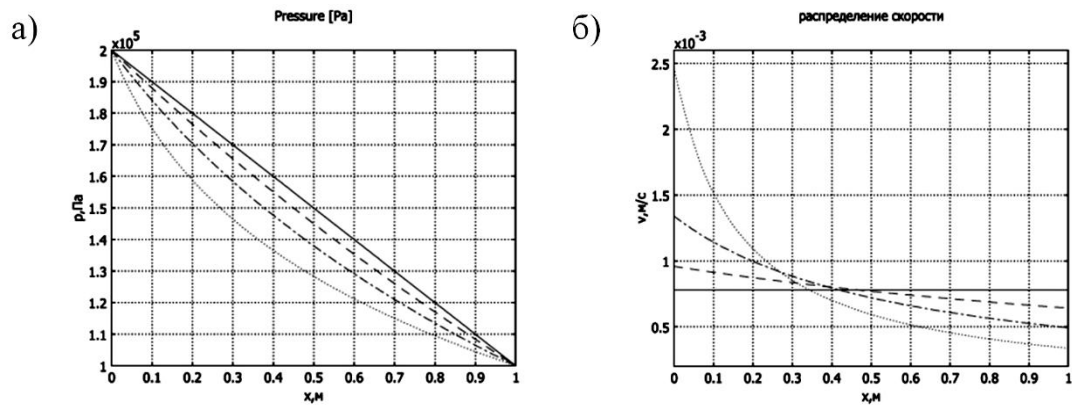 а)
Pressure [Pa]
x10⁵
2
1.9
1.8
1.7
1.6
1.5
1.4
1.3
1.2
1.1
1
p,Па
0 0.1 0.2 0.3 0.4 0.5 0.6 0.7 0.8 0.9 1
x,м
б)
распределение скорости
x10⁻³
2.5
2
1.5
1
0.5
v,м/с
0 0.1 0.2 0.3 0.4 0.5 0.6 0.7 0.8 0.9 1
x,м